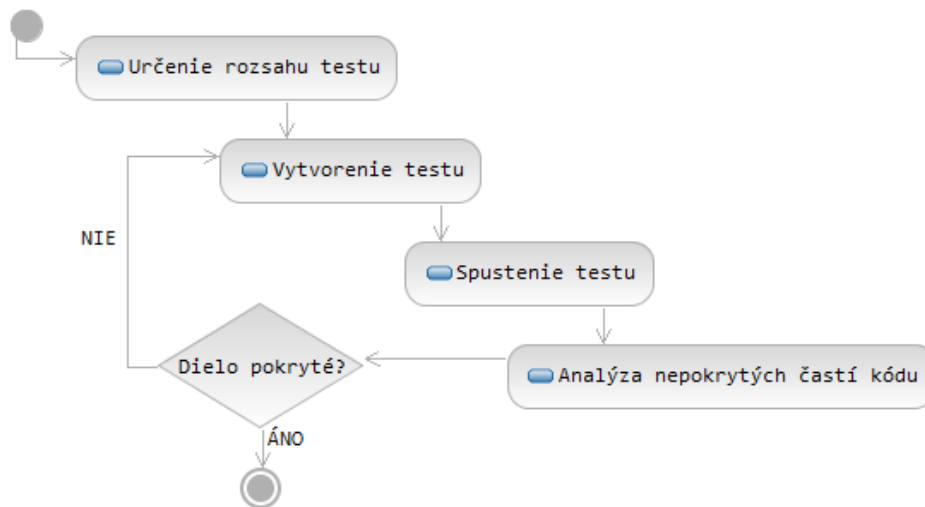 Určenie rozsahu testu
Vytvorenie testu
NIE
Spustenie testu
Dielo pokryté?
Analýza nepokrytých častí kódu
ÁNO